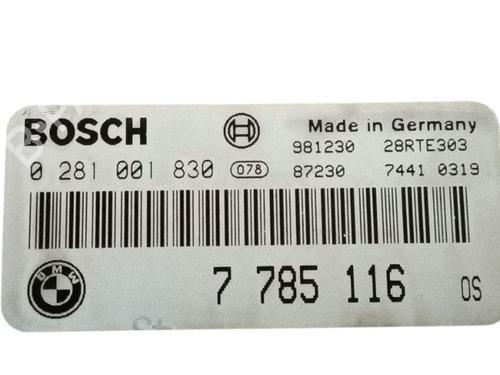 BOSCH
Made in Germany
981230 28RTE303
0 281 001 830 078 87230 7441 0319
BMW
7 785 116 OS